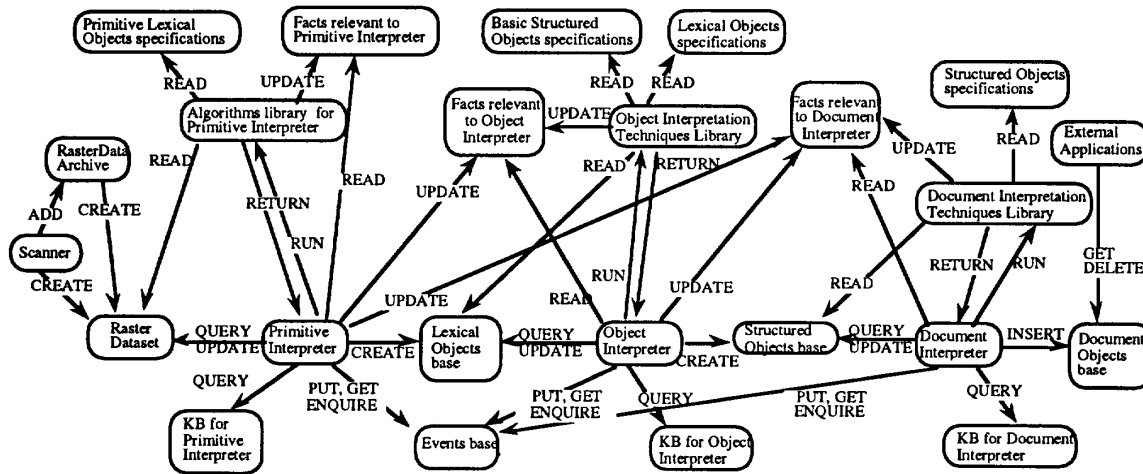 Primitive Lexical
Objects specifications
Facts relevant to
Primitive Interpreter
Basic Structured
Objects specifications
Lexical Objects
specifications
Structured Objects
specifications
READ
UPDATE
READ
READ
Algorithms library for
Primitive Interpreter
Facts relevant
to Object
Interpreter
UPDATE
Object Interpretation
Techniques Library
Facts relevant
to Document
Interpreter
READ
External
Applications
RasterData
Archive
READ
READ
UPDATE
READ
RETURN
UPDATE
READ
Document Interpretation
Techniques Library
ADD
CREATE
RETURN
RUN
Scanner
CREATE
UPDATE
READ
RUN
UPDATE
READ
RETURN
RUN
GET
DELETE
Raster
Dataset
QUERY
UPDATE
Primitive
Interpreter
CREATE
Lexical
Objects
base
QUERY
UPDATE
Object
Interpreter
CREATE
Structured
Objects base
QUERY
UPDATE
Document
Interpreter
INSERT
Document
Objects
base
QUERY
PUT, GET
ENQUIRE
PUT, GET
ENQUIRE
QUERY
PUT, GET
ENQUIRE
QUERY
KB for
Primitive
Interpreter
Events base
KB for Object
Interpreter
KB for Document
Interpreter